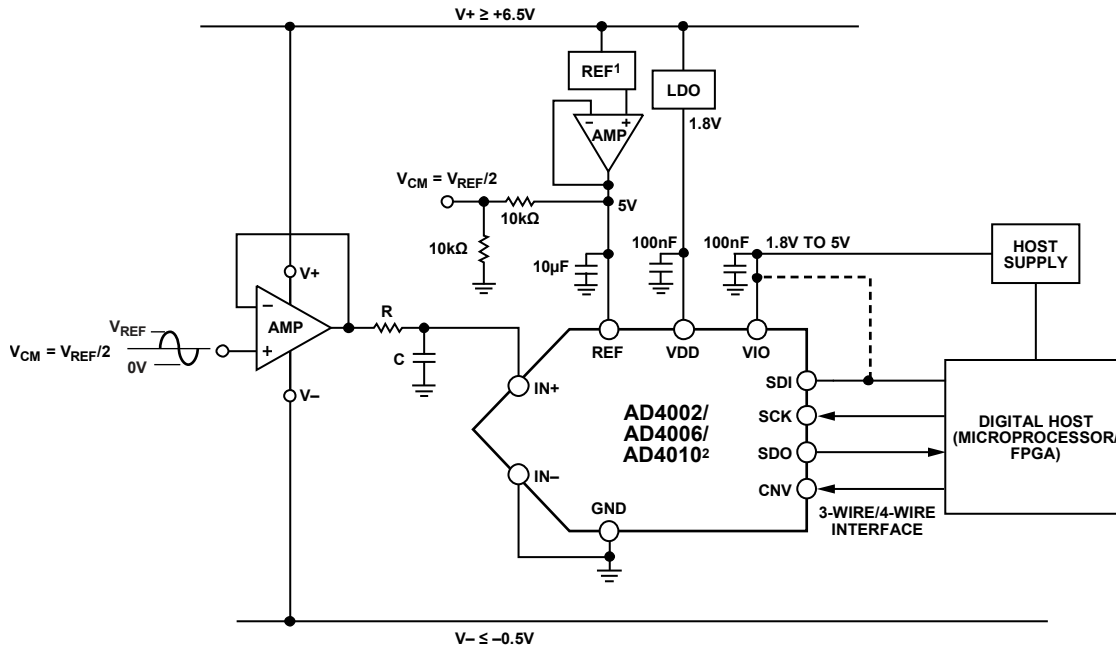 V+ ≥ +6.5V
REF¹
LDO
AMP
1.8V
VCM = VREF/2
10kΩ
5V
10kΩ
10µF
100nF
100nF
1.8V TO 5V
HOST
SUPPLY
V+
−
AMP
+
V−
VREF
VCM = VREF/2
0V
R
C
−
+
REF
VDD
VIO
IN+
IN−
GND
AD4002/
AD4006/
AD4010²
SDI
SCK
SDO
CNV
DIGITAL HOST
(MICROPROCESSOR/
FPGA)
3-WIRE/4-WIRE
INTERFACE
V− ≤ −0.5V